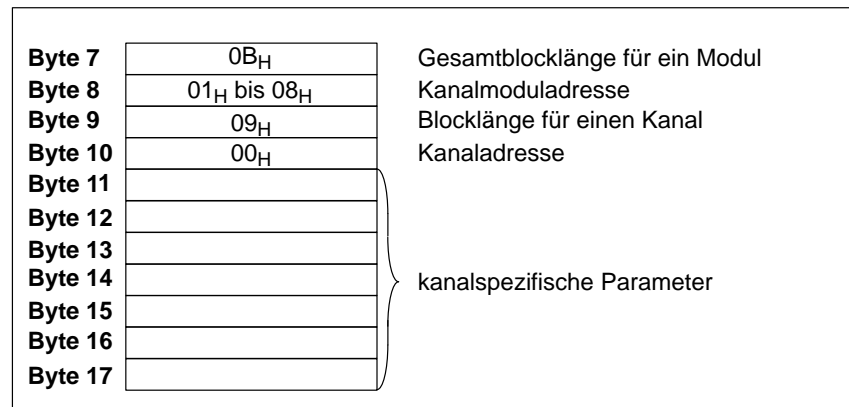 Byte 7 0BH Gesamtblocklänge für ein Modul
Byte 8 01H bis 08H Kanalmoduladresse
Byte 9 09H Blocklänge für einen Kanal
Byte 10 00H Kanaladresse
Byte 11
Byte 12
Byte 13
Byte 14 kanalspezifische Parameter
Byte 15
Byte 16
Byte 17